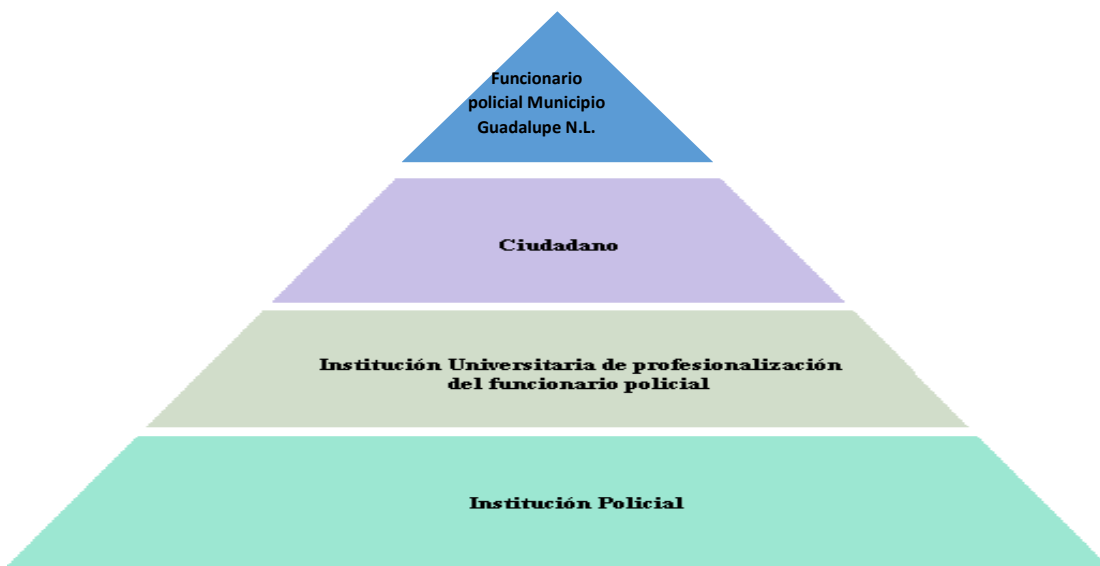 Funcionario
policial Municipio
Guadalupe N.L.
Ciudadano
Institución Universitaria de profesionalización
del funcionario policial
Institución Policial